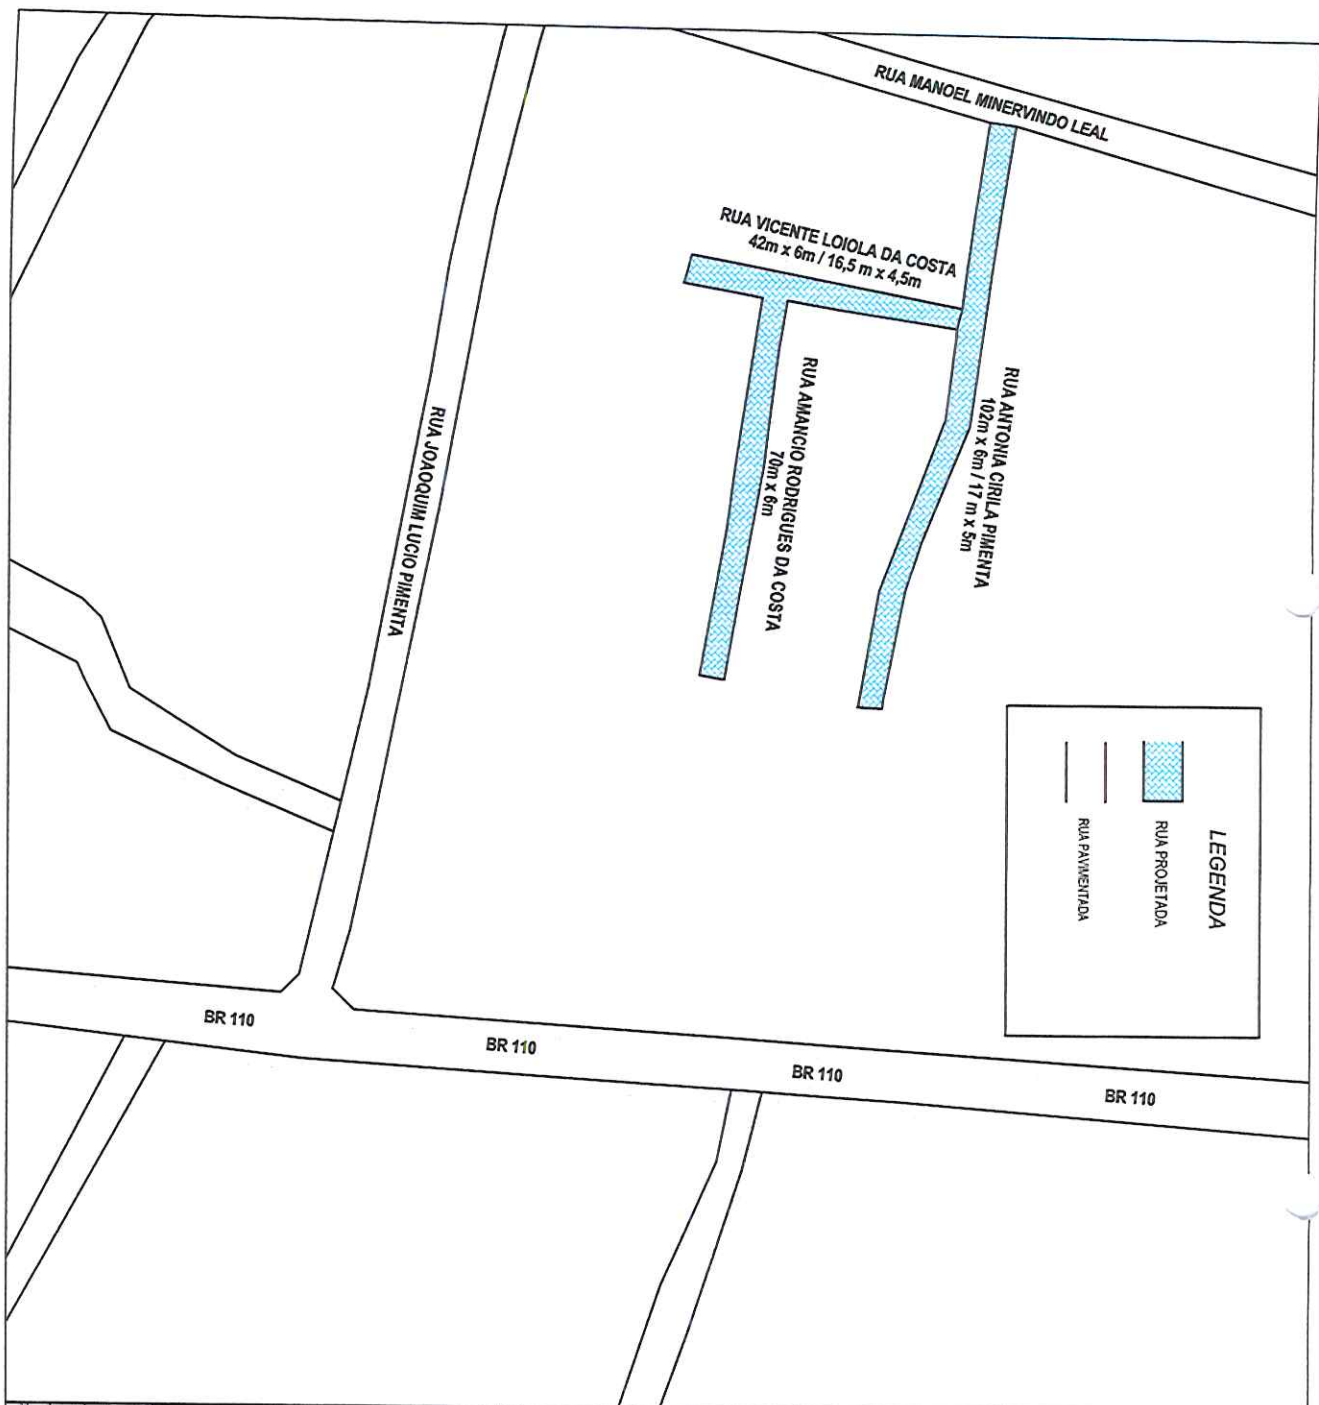 RUA MANOEL MINERVINDO LEAL
RUA VICENTE LOIOLA DA COSTA
42m x 6m / 16,5 m x 4,5m
RUA ANTONIA CIRILA PIMENTA
102m x 6m / 17 m x 5m
RUA AMANCIO RODRIGUES DA COSTA
70m x 6m
RUA JOAOQUIM LUCIO PIMENTA
LEGENDA
RUA PROJETADA
RUA PAVIMENTADA
BR 110
BR 110
BR 110
BR 110